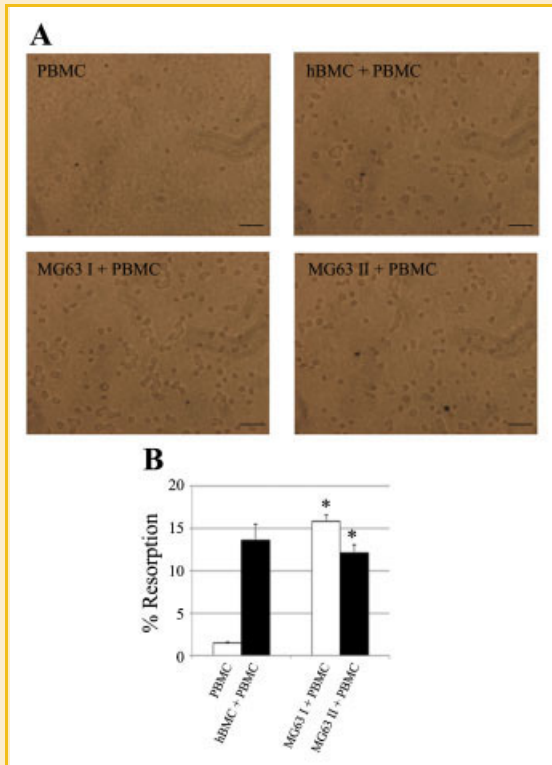 A
PBMC
hBMC + PBMC
MG63 I + PBMC
MG63 II + PBMC
B
% Resorption
20
15
10
5
0
*
*
PBMC
hBMC + PBMC
MG63 I + PBMC
MG63 II + PBMC